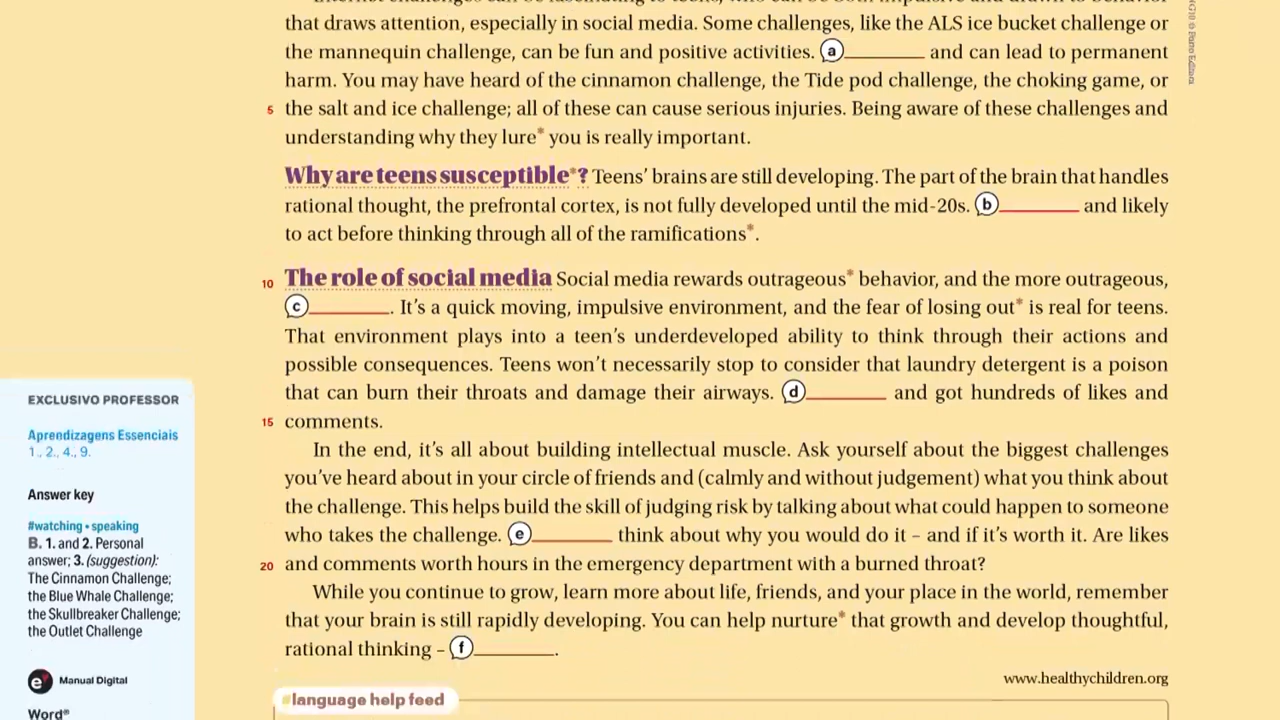 that draws attention, especially in social media. Some challenges, like the ALS ice bucket challenge or
the mannequin challenge, can be fun and positive activities. a ________ and can lead to permanent
harm. You may have heard of the cinnamon challenge, the Tide pod challenge, the choking game, or
5 the salt and ice challenge; all of these can cause serious injuries. Being aware of these challenges and
understanding why they lure* you is really important.
Why are teens susceptible*? Teens’ brains are still developing. The part of the brain that handles
rational thought, the prefrontal cortex, is not fully developed until the mid-20s. b ________ and likely
to act before thinking through all of the ramifications*.
10 The role of social media Social media rewards outrageous* behavior, and the more outrageous,
c ________. It’s a quick moving, impulsive environment, and the fear of losing out* is real for teens.
That environment plays into a teen’s underdeveloped ability to think through their actions and
possible consequences. Teens won’t necessarily stop to consider that laundry detergent is a poison
that can burn their throats and damage their airways. d ________ and got hundreds of likes and
15 comments.
In the end, it’s all about building intellectual muscle. Ask yourself about the biggest challenges
you’ve heard about in your circle of friends and (calmly and without judgement) what you think about
the challenge. This helps build the skill of judging risk by talking about what could happen to someone
who takes the challenge. e ________ think about why you would do it – and if it’s worth it. Are likes
20 and comments worth hours in the emergency department with a burned throat?
While you continue to grow, learn more about life, friends, and your place in the world, remember
that your brain is still rapidly developing. You can help nurture* that growth and develop thoughtful,
rational thinking – f ________.
www.healthychildren.org
#language help feed
EXCLUSIVO PROFESSOR
Aprendizagens Essenciais
1., 2., 4., 9.
Answer key
#watching • speaking
B. 1. and 2. Personal
answer; 3. (suggestion):
The Cinnamon Challenge;
the Blue Whale Challenge;
the Skullbreaker Challenge;
the Outlet Challenge
e Manual Digital
Word®
© Porto Editora